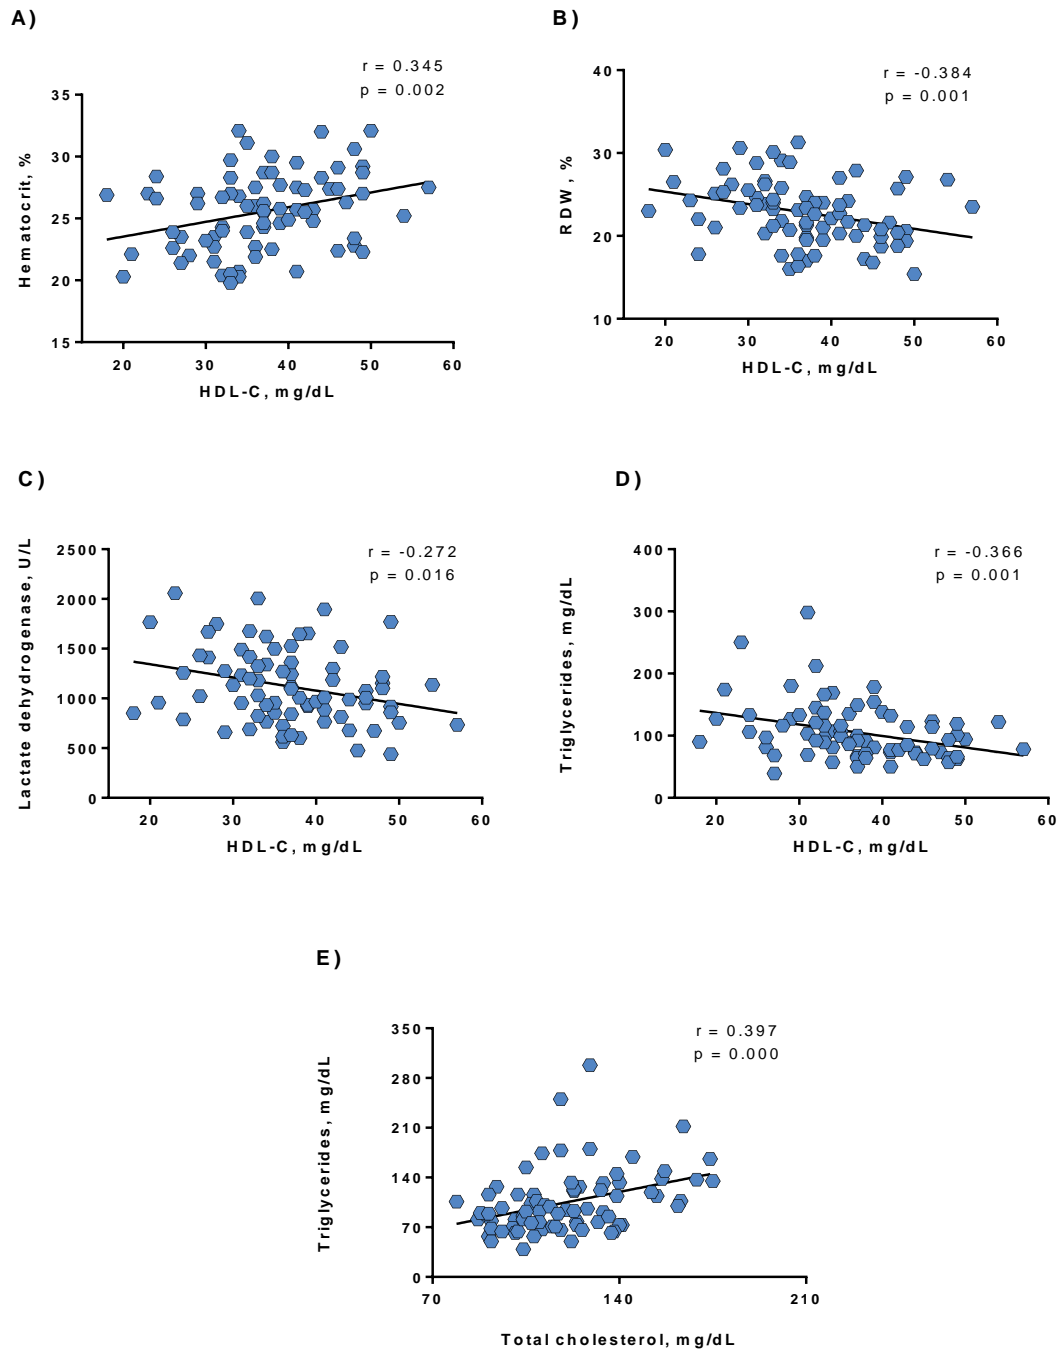 A)
r = 0.345
p = 0.002
Hematocrit, %
35
30
25
20
15
20 30 40 50 60
HDL-C, mg/dL
B)
r = -0.384
p = 0.001
RDW, %
40
30
20
10
20 30 40 50 60
HDL-C, mg/dL
C)
r = -0.272
p = 0.016
Lactate dehydrogenase, U/L
2500
2000
1500
1000
500
0
20 30 40 50 60
HDL-C, mg/dL
D)
r = -0.366
p = 0.001
Triglycerides, mg/dL
400
300
200
100
0
20 30 40 50 60
HDL-C, mg/dL
E)
r = 0.397
p = 0.000
Triglycerides, mg/dL
350
280
210
140
70
0
70 140 210
Total cholesterol, mg/dL